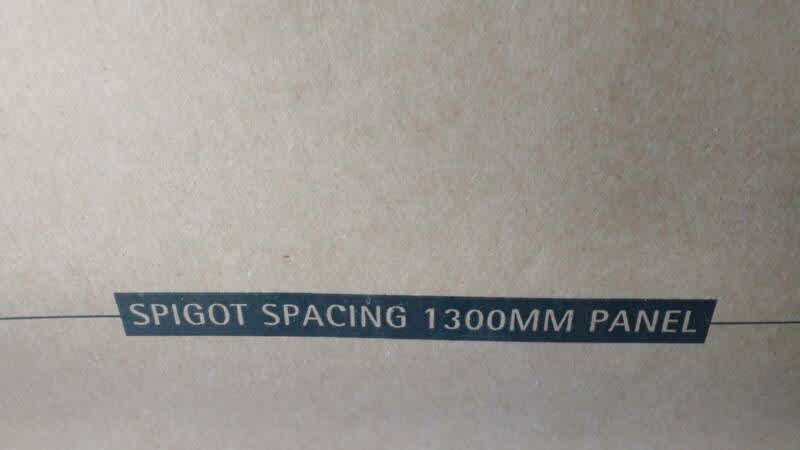 SPIGOT SPACING 1300MM PANEL